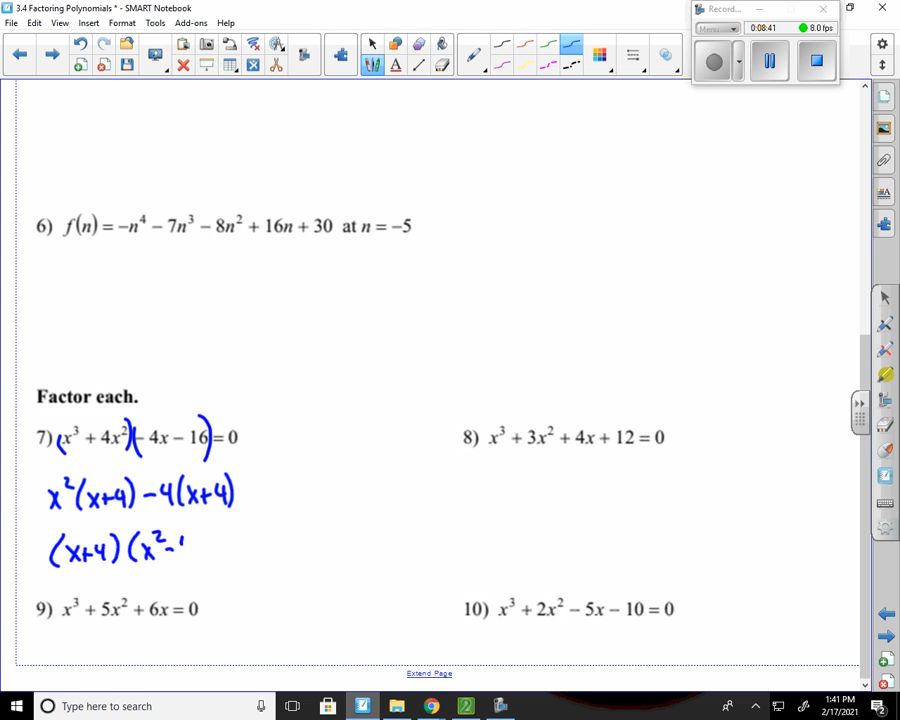 3.4 Factoring Polynomials * - SMART Notebook
Record...
File Edit View Insert Format Tools Add-ons Help
Menu 0:08:41 8.0 fps
6) f(n) = −n⁴ − 7n³ − 8n² + 16n + 30 at n = −5
Factor each.
7) (x³ + 4x²)(− 4x − 16) = 0
8) x³ + 3x² + 4x + 12 = 0
x²(x+4) −4(x+4)
(x+4)(x²−
9) x³ + 5x² + 6x = 0
10) x³ + 2x² − 5x − 10 = 0
Extend Page
Type here to search
1:41 PM
2/17/2021
2